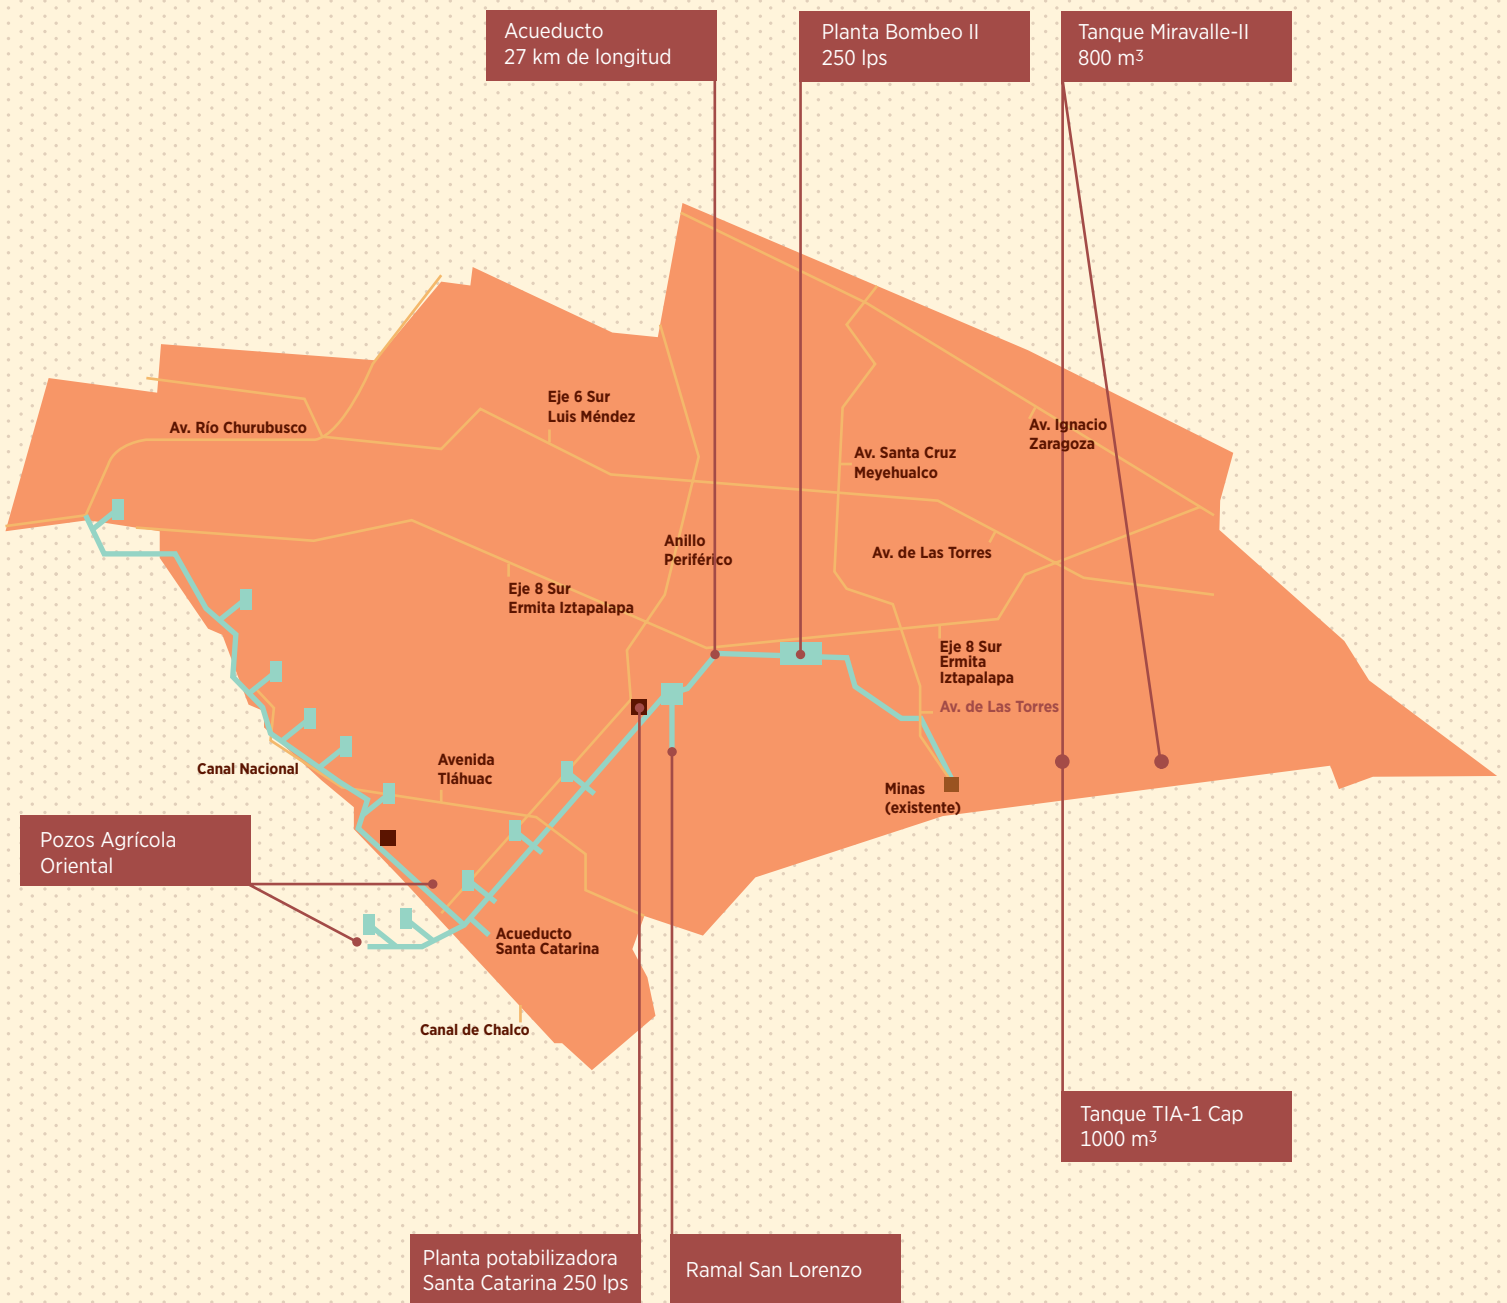 Acueducto
27 km de longitud
Planta Bombeo II
250 lps
Tanque Miravalle-II
800 m³
Eje 6 Sur
Luis Méndez
Av. Río Churubusco
Av. Ignacio
Zaragoza
Av. Santa Cruz
Meyehualco
Anillo
Periférico
Av. de Las Torres
Eje 8 Sur
Ermita Iztapalapa
Eje 8 Sur
Ermita
Iztapalapa
Av. de Las Torres
Canal Nacional
Avenida
Tláhuac
Minas
(existente)
Pozos Agrícola
Oriental
Acueducto
Santa Catarina
Canal de Chalco
Tanque TIA-1 Cap
1000 m³
Planta potabilizadora
Santa Catarina 250 lps
Ramal San Lorenzo